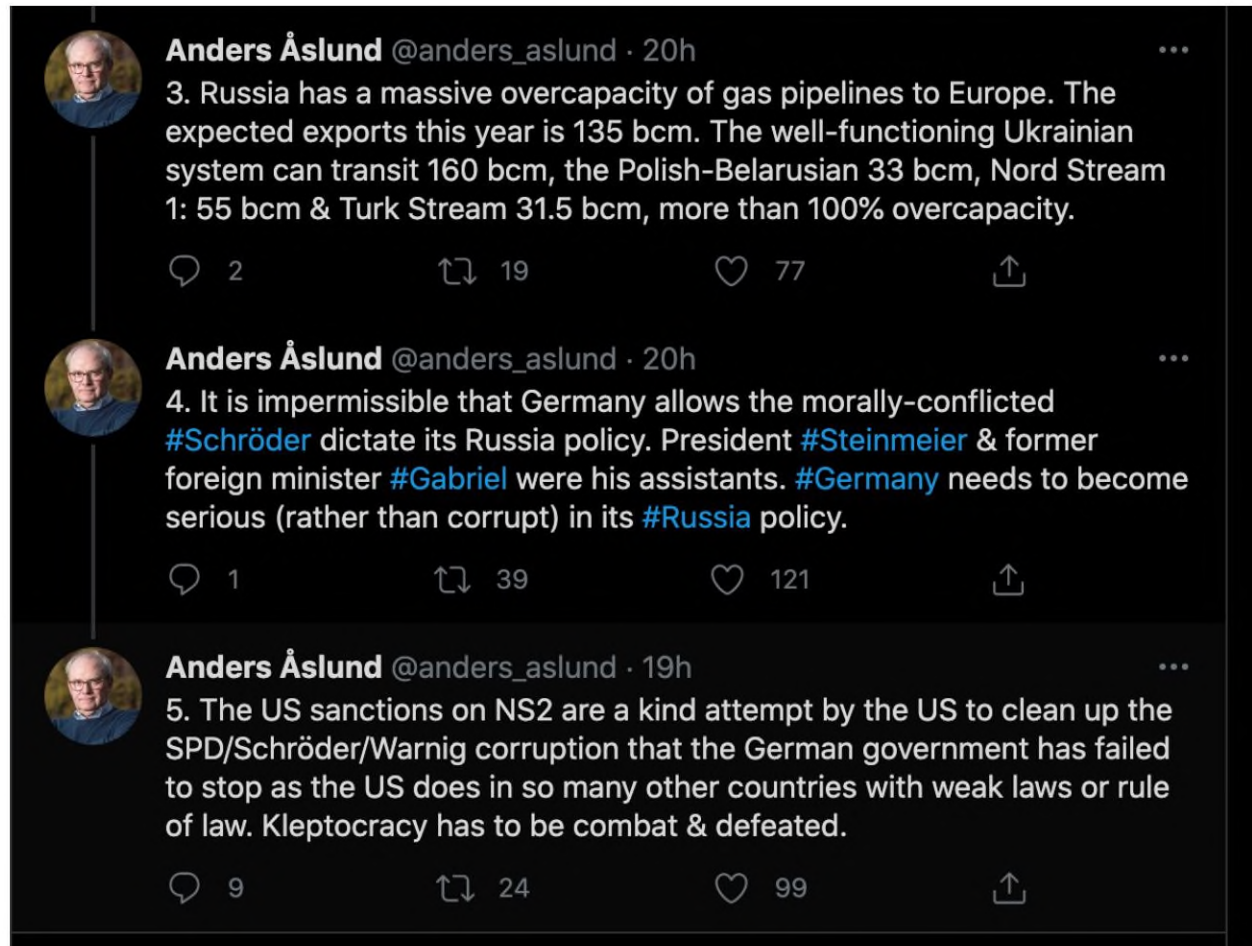 Anders Åslund @anders_aslund · 20h
3. Russia has a massive overcapacity of gas pipelines to Europe. The
expected exports this year is 135 bcm. The well-functioning Ukrainian
system can transit 160 bcm, the Polish-Belarusian 33 bcm, Nord Stream
1: 55 bcm & Turk Stream 31.5 bcm, more than 100% overcapacity.
2 19 77
Anders Åslund @anders_aslund · 20h
4. It is impermissible that Germany allows the morally-conflicted
#Schröder dictate its Russia policy. President #Steinmeier & former
foreign minister #Gabriel were his assistants. #Germany needs to become
serious (rather than corrupt) in its #Russia policy.
1 39 121
Anders Åslund @anders_aslund · 19h
5. The US sanctions on NS2 are a kind attempt by the US to clean up the
SPD/Schröder/Warnig corruption that the German government has failed
to stop as the US does in so many other countries with weak laws or rule
of law. Kleptocracy has to be combat & defeated.
9 24 99